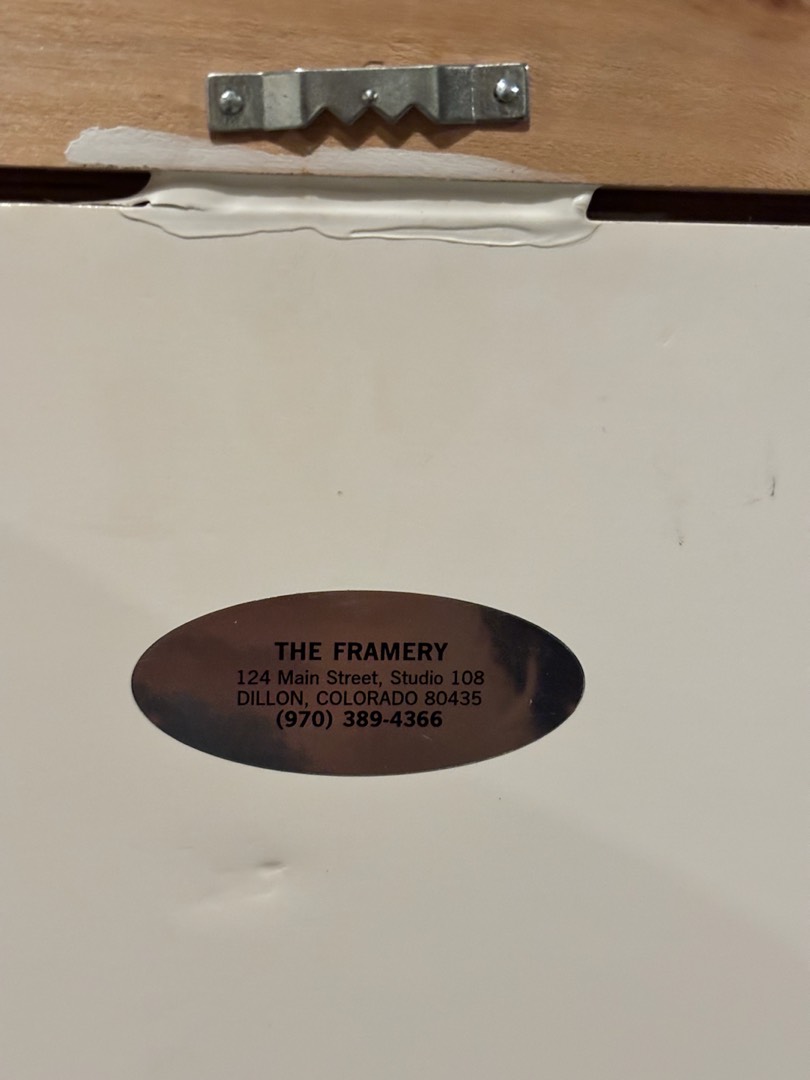 THE FRAMERY
124 Main Street, Studio 108
DILLON, COLORADO 80435
(970) 389-4366